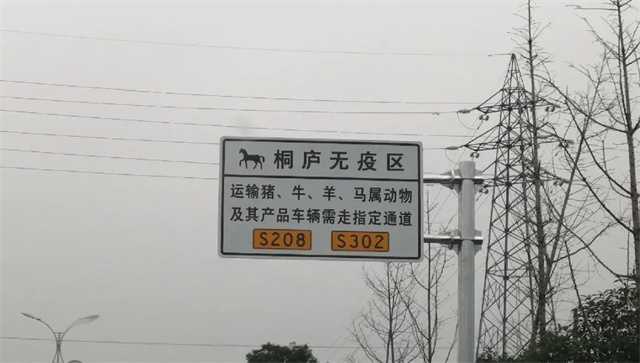 桐庐无疫区
运输猪、牛、羊、马属动物
及其产品车辆需走指定通道
S208 S302